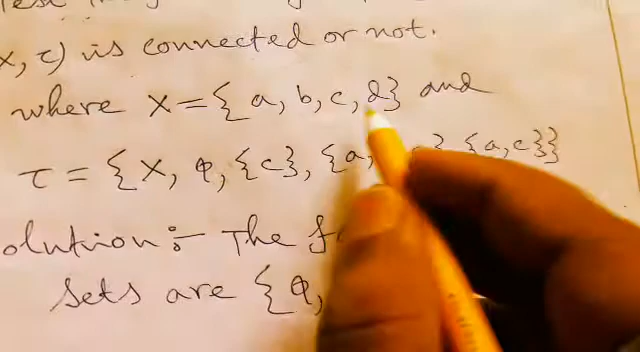 x, τ) is connected or not.
where X = { a, b, c, d} and
τ = { X, φ, {c}, {a, {a, c}}
olution :- The
Sets are { φ,